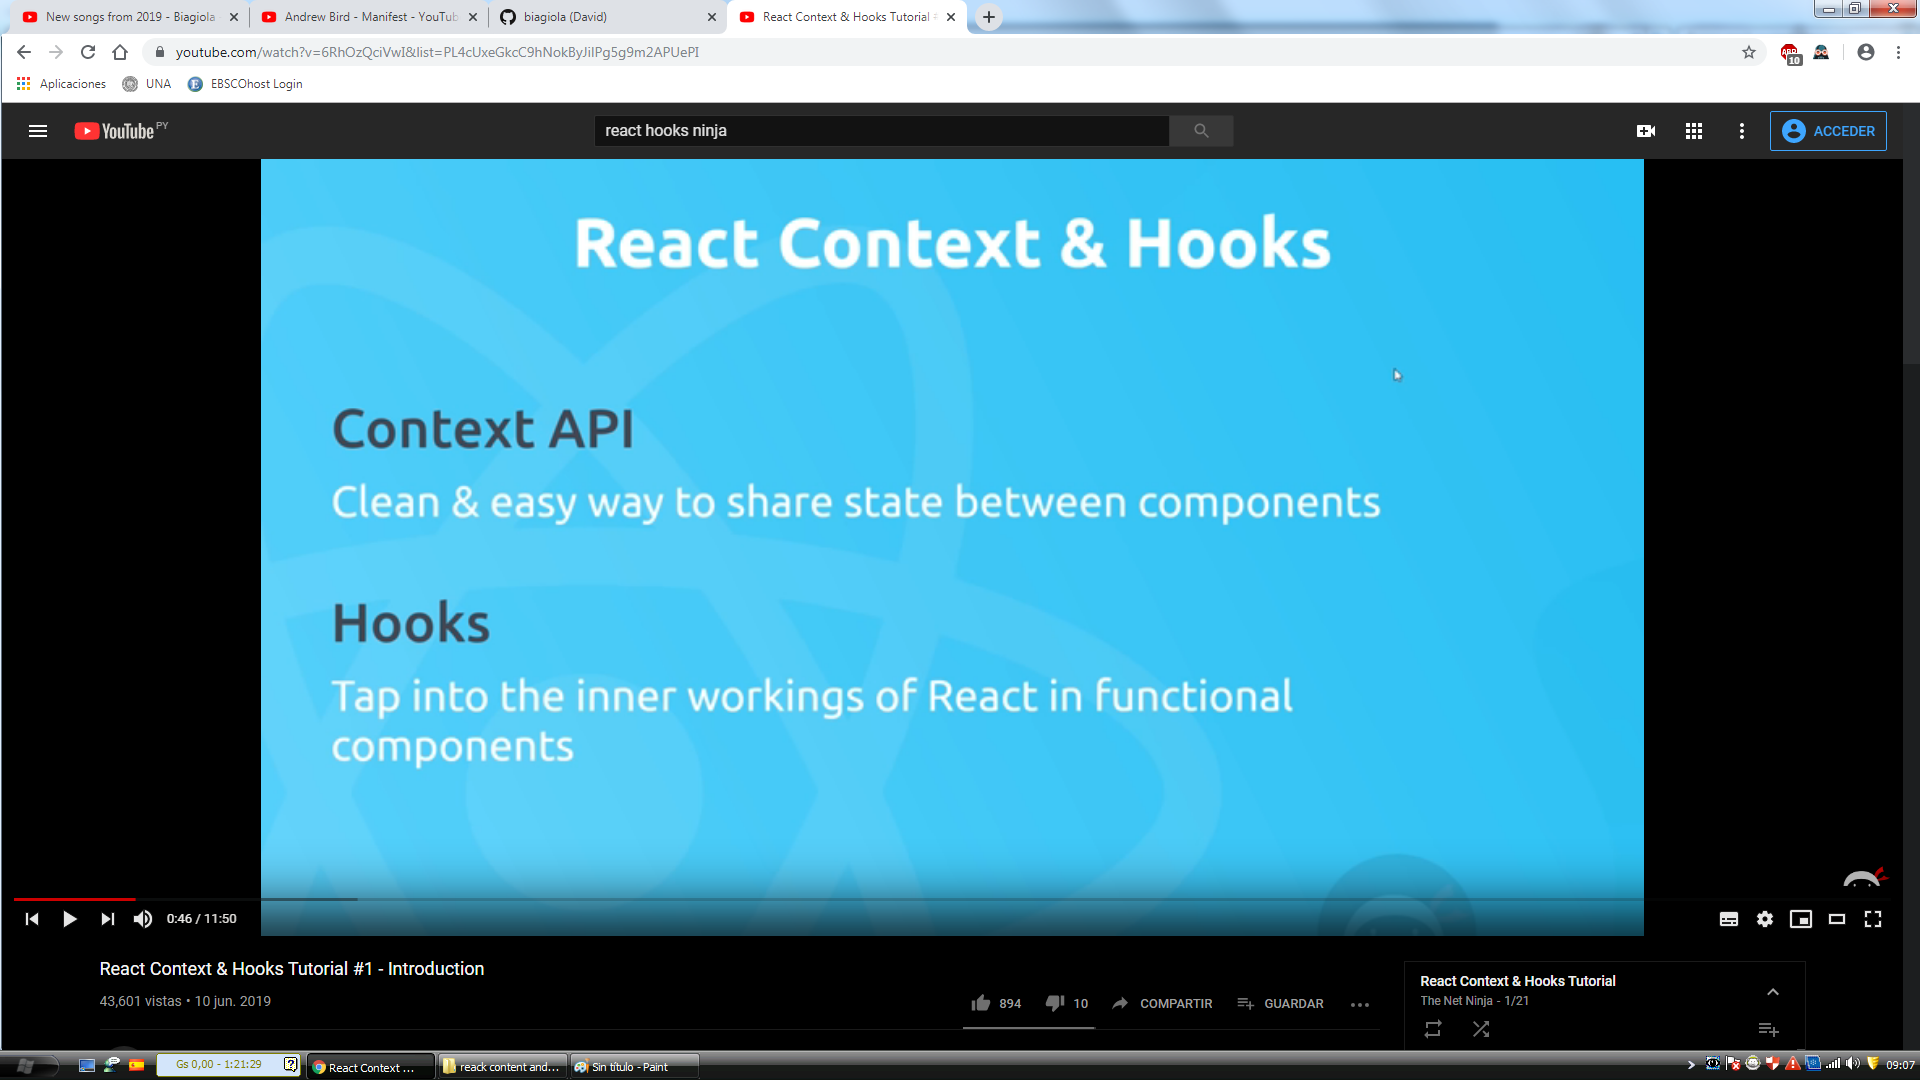 New songs from 2019 - Biagiola
Andrew Bird - Manifest - YouTub
biagiola (David)
React Context & Hooks Tutorial
youtube.com/watch?v=6RhOzQciVwI&list=PL4cUxeGkcC9hNokByJilPg5g9m2APUePI
ABP
10
Aplicaciones
UNA
EBSCOhost Login
YouTube PY
react hooks ninja
ACCEDER
React Context & Hooks
Context API
Clean & easy way to share state between components
Hooks
Tap into the inner workings of React in functional
components
0:46 / 11:50
React Context & Hooks Tutorial #1 - Introduction
43,601 vistas • 10 jun. 2019
894
10
COMPARTIR
GUARDAR
React Context & Hooks Tutorial
The Net Ninja - 1/21
Gs 0,00 - 1:21:29
React Context ...
reack content and...
Sin título - Paint
09:07